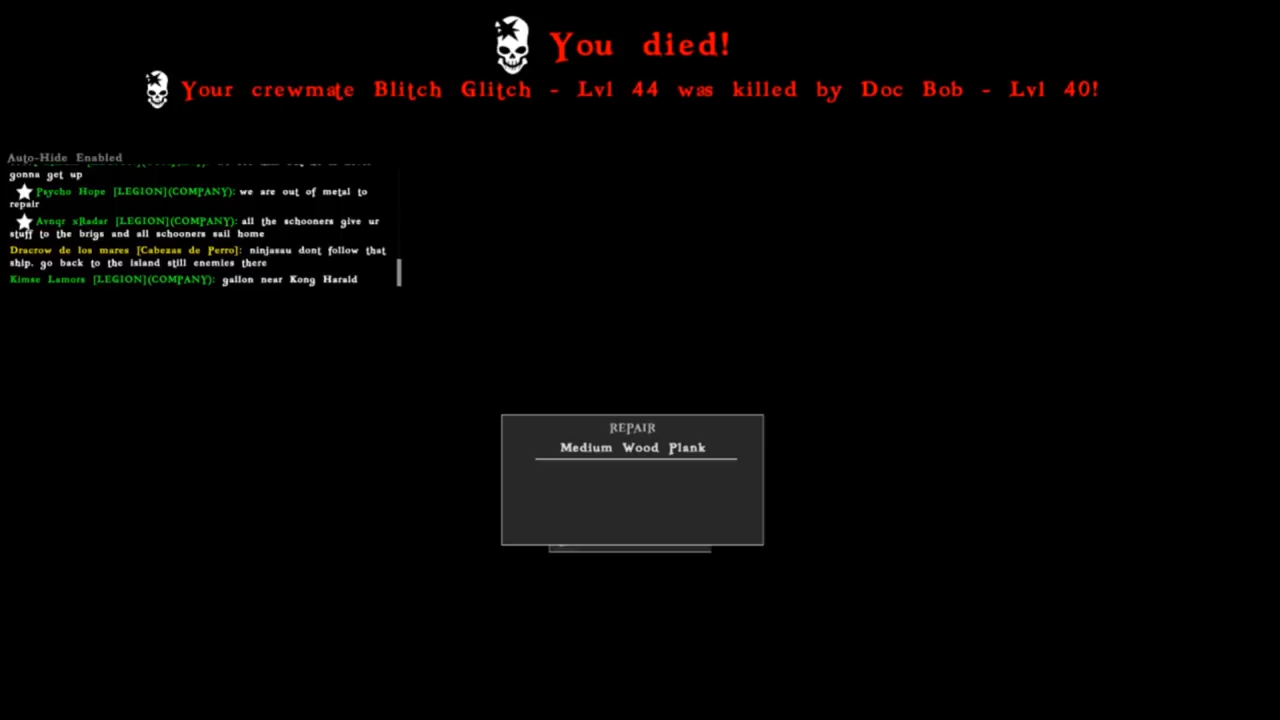 You died!
Your crewmate Blitch Glitch - Lvl 44 was killed by Doc Bob - Lvl 40!
Auto-Hide Enabled
gonna get up
Psycho Hope [LEGION](COMPANY): we are out of metal to
repair
Avnqr xRadar [LEGION](COMPANY): all the schooners give ur
stuff to the brigs and all schooners sail home
Dracrow de los mares [Cabezas de Perro]: ninjasau dont follow that
ship. go back to the island still enemies there
Kimse Lamors [LEGION](COMPANY): gallon near Kong Harald
REPAIR
Medium Wood Plank